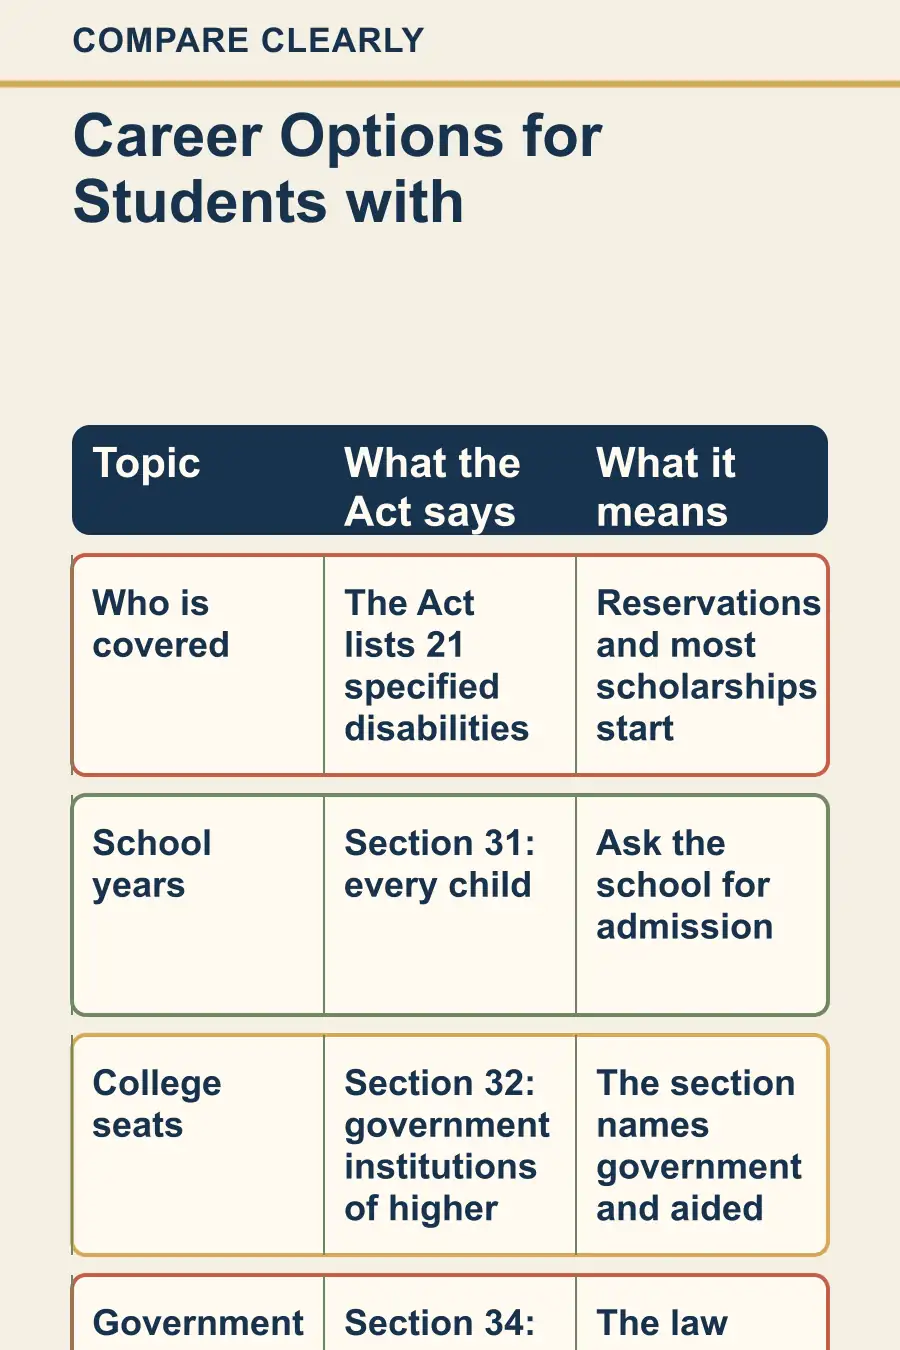 COMPARE CLEARLY
Career Options for
Students with
Topic
What the
Act says
What it
means
Who is
covered
The Act
lists 21
specified
disabilities
Reservations
and most
scholarships
start
School
years
Section 31:
every child
Ask the
school for
admission
College
seats
Section 32:
government
institutions
of higher
The section
names
government
and aided
Government
Section 34:
The law